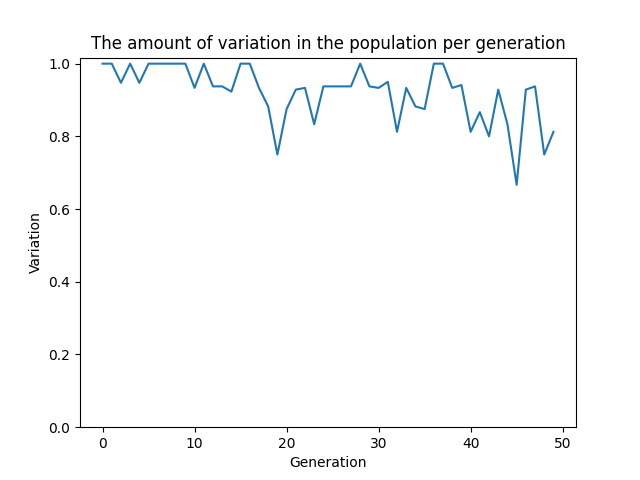 The amount of variation in the population per generation
1.0
0.8
0.6
0.4
0.2
0.0
Variation
0 10 20 30 40 50
Generation